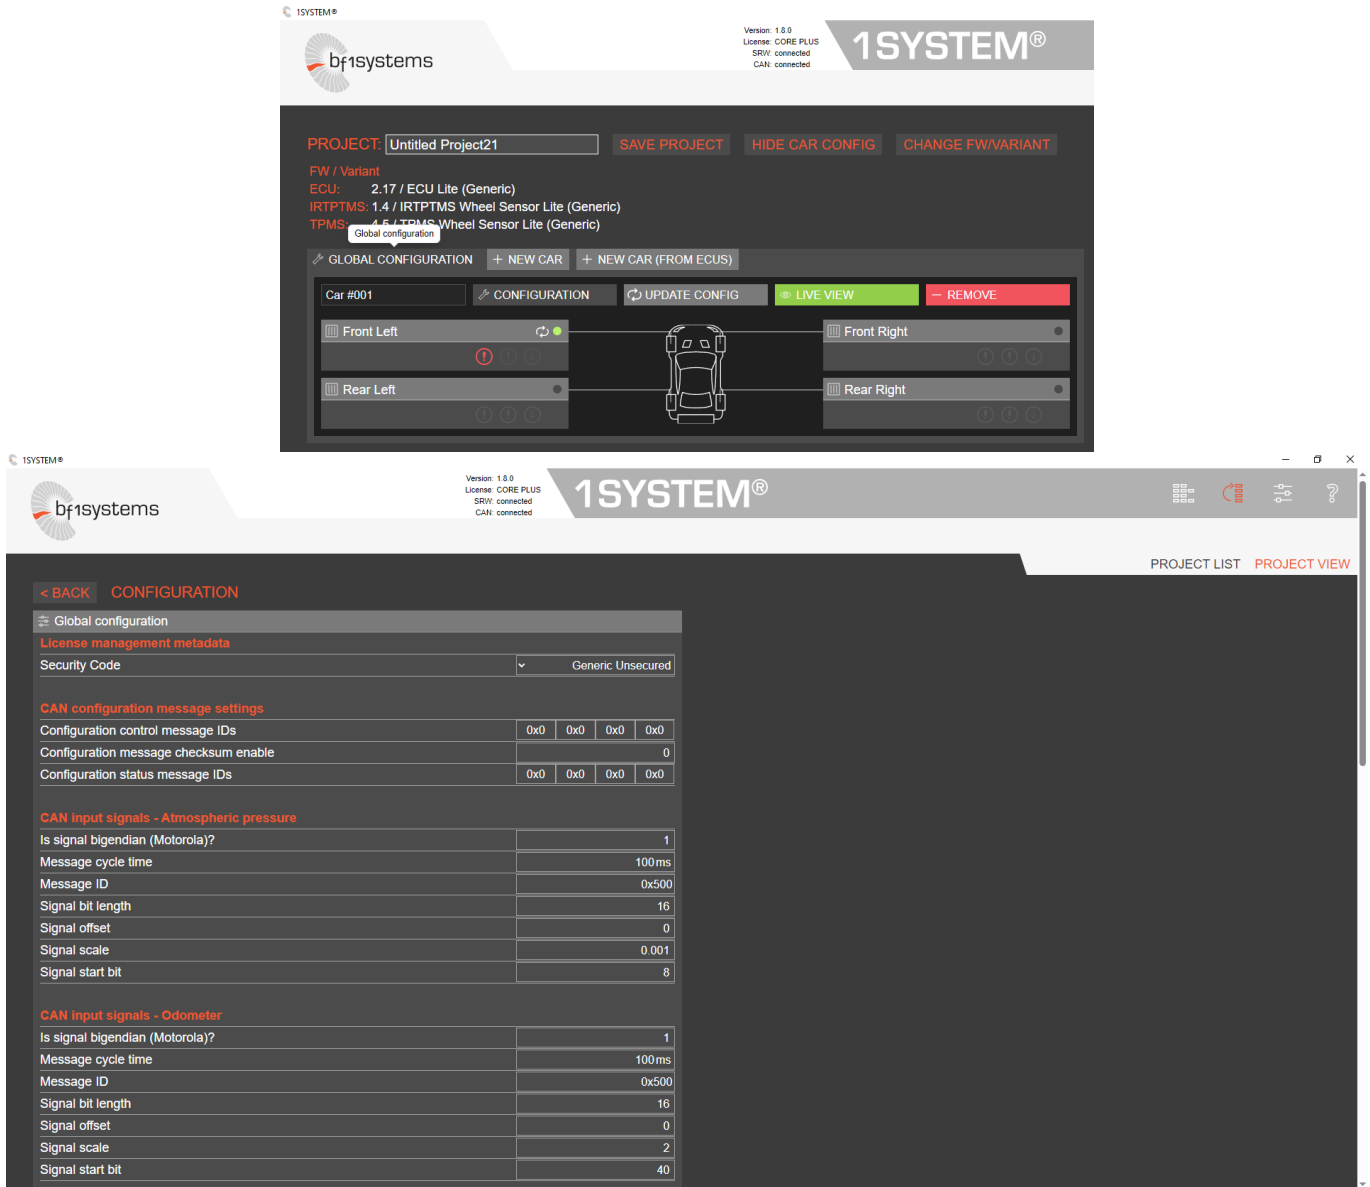 1SYSTEM®
bf1systems
Version: 1.8.0
License: CORE PLUS
SRW: connected
CAN: connected
1SYSTEM®
PROJECT: Untitled Project21 SAVE PROJECT HIDE CAR CONFIG CHANGE FW/VARIANT
FW / Variant
ECU: 2.17 / ECU Lite (Generic)
IRTPTMS: 1.4 / IRTPTMS Wheel Sensor Lite (Generic)
TPMS: 4.5 / TPMS Wheel Sensor Lite (Generic)
Global configuration
GLOBAL CONFIGURATION + NEW CAR + NEW CAR (FROM ECUS)
Car #001 CONFIGURATION UPDATE CONFIG LIVE VIEW – REMOVE
Front Left Front Right
Rear Left Rear Right
1SYSTEM®
bf1systems
Version: 1.8.0
License: CORE PLUS
SRW: connected
CAN: connected
1SYSTEM®
PROJECT LIST PROJECT VIEW
< BACK CONFIGURATION
Global configuration
License management metadata
Security Code Generic Unsecured
CAN configuration message settings
Configuration control message IDs 0x0 0x0 0x0 0x0
Configuration message checksum enable 0
Configuration status message IDs 0x0 0x0 0x0 0x0
CAN input signals - Atmospheric pressure
Is signal bigendian (Motorola)? 1
Message cycle time 100ms
Message ID 0x500
Signal bit length 16
Signal offset 0
Signal scale 0.001
Signal start bit 8
CAN input signals - Odometer
Is signal bigendian (Motorola)? 1
Message cycle time 100ms
Message ID 0x500
Signal bit length 16
Signal offset 0
Signal scale 2
Signal start bit 40